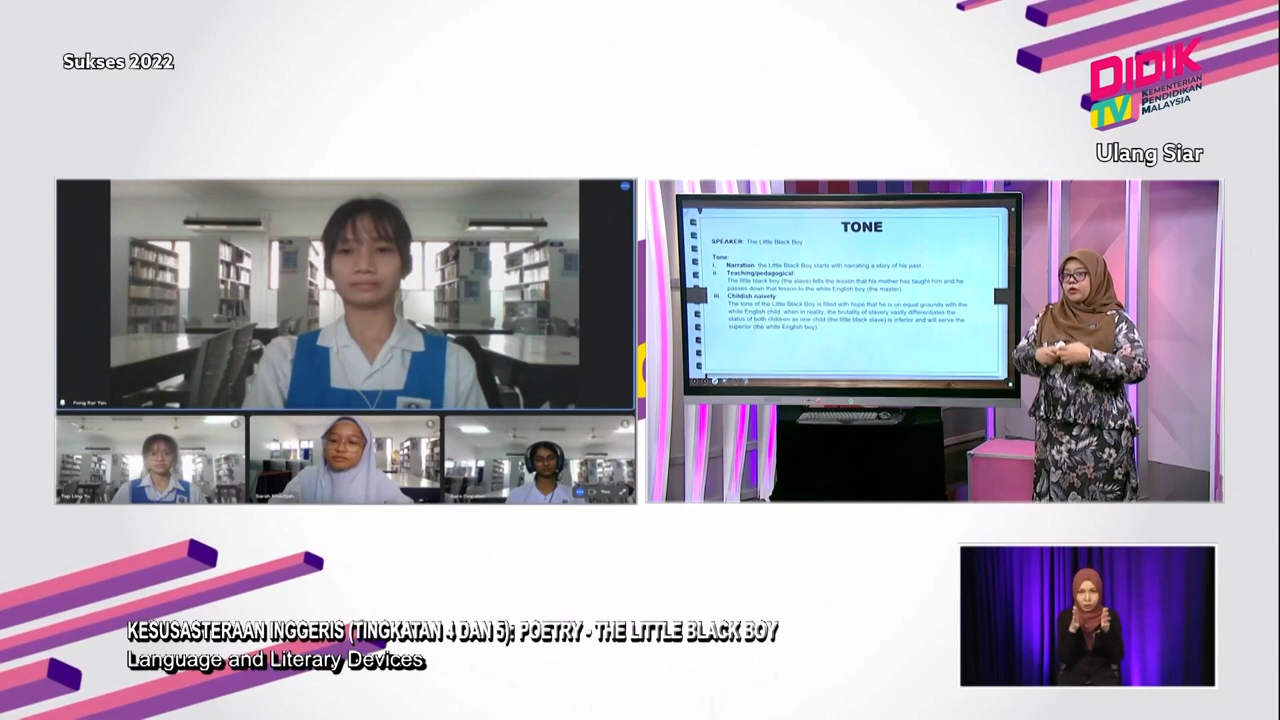 Sukses 2022
DIDIK
TV
KEMENTERIAN
PENDIDIKAN
MALAYSIA
Ulang Siar
TONE
SPEAKER: The Little Black Boy
Tone:
i. Narration: the Little Black Boy starts with narrating a story of his past
ii. Teaching/pedagogical:
The little black boy (the slave) tells the lesson that his mother has taught him and he
passes down that lesson to the white English boy (the master)
iii. Childish naivety:
The tone of the Little Black Boy is filled with hope that he is on equal grounds with the
white English child, when in reality, the brutality of slavery vastly differentiates the
status of both children as one child (the little black slave) is inferior and will serve the
superior (the white English boy).
Fong Kar Yan
KESUSASTERAAN INGGERIS (TINGKATAN 4 DAN 5): POETRY - THE LITTLE BLACK BOY
Language and Literary Devices